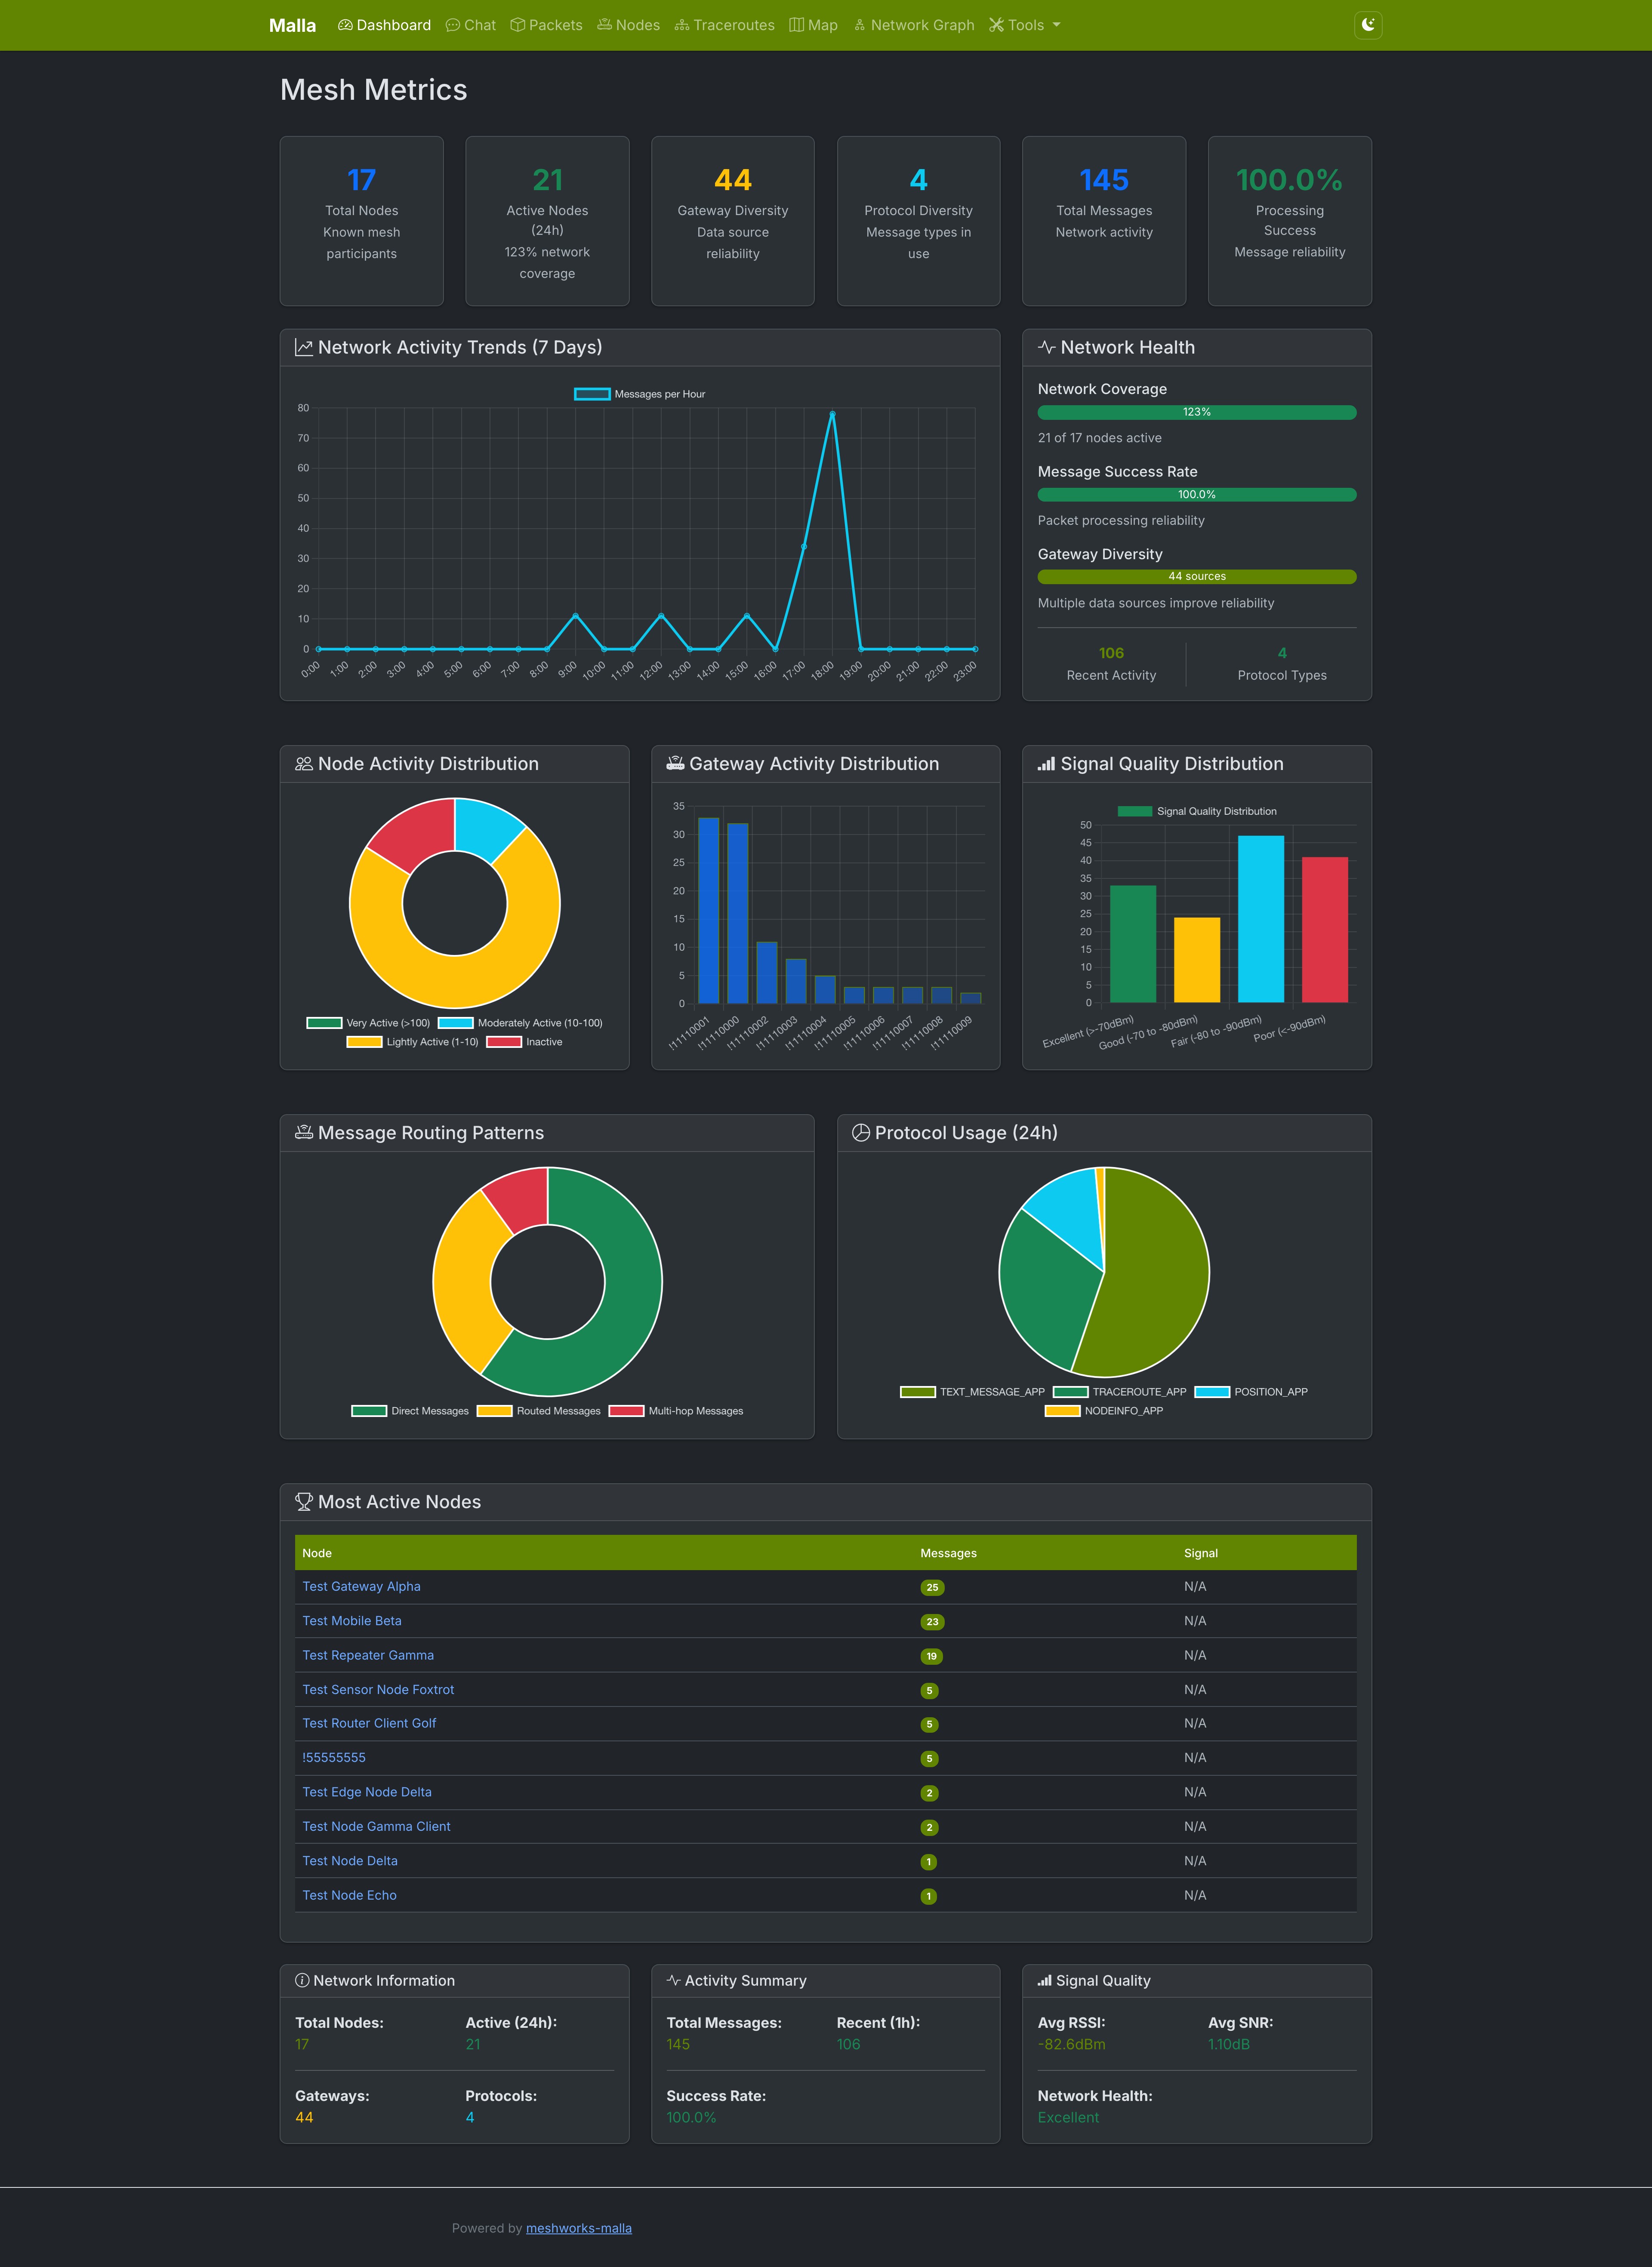 Malla Dashboard Chat Packets Nodes Traceroutes Map Network Graph Tools
Mesh Metrics
17
Total Nodes
Known mesh
participants
21
Active Nodes
(24h)
123% network
coverage
44
Gateway Diversity
Data source
reliability
4
Protocol Diversity
Message types in
use
145
Total Messages
Network activity
100.0%
Processing
Success
Message reliability
Network Activity Trends (7 Days)
Messages per Hour
80
70
60
50
40
30
20
10
0
0:00 1:00 2:00 3:00 4:00 5:00 6:00 7:00 8:00 9:00 10:00 11:00 12:00 13:00 14:00 15:00 16:00 17:00 18:00 19:00 20:00 21:00 22:00 23:00
Network Health
Network Coverage
123%
21 of 17 nodes active
Message Success Rate
100.0%
Packet processing reliability
Gateway Diversity
44 sources
Multiple data sources improve reliability
106
Recent Activity
4
Protocol Types
Node Activity Distribution
Very Active (>100) Moderately Active (10-100)
Lightly Active (1-10) Inactive
Gateway Activity Distribution
35
30
25
20
15
10
5
0
!11110001 !11110000 !11110002 !11110003 !11110004 !11110005 !11110006 !11110007 !11110008 !11110009
Signal Quality Distribution
Signal Quality Distribution
50
45
40
35
30
25
20
15
10
5
0
Excellent (>-70dBm) Good (-70 to -80dBm) Fair (-80 to -90dBm) Poor (<-90dBm)
Message Routing Patterns
Direct Messages Routed Messages Multi-hop Messages
Protocol Usage (24h)
TEXT_MESSAGE_APP TRACEROUTE_APP POSITION_APP
NODEINFO_APP
Most Active Nodes
Node Messages Signal
Test Gateway Alpha 25 N/A
Test Mobile Beta 23 N/A
Test Repeater Gamma 19 N/A
Test Sensor Node Foxtrot 5 N/A
Test Router Client Golf 5 N/A
!55555555 5 N/A
Test Edge Node Delta 2 N/A
Test Node Gamma Client 2 N/A
Test Node Delta 1 N/A
Test Node Echo 1 N/A
Network Information
Total Nodes: Active (24h):
17 21
Gateways: Protocols:
44 4
Activity Summary
Total Messages: Recent (1h):
145 106
Success Rate:
100.0%
Signal Quality
Avg RSSI: Avg SNR:
-82.6dBm 1.10dB
Network Health:
Excellent
Powered by meshworks-malla